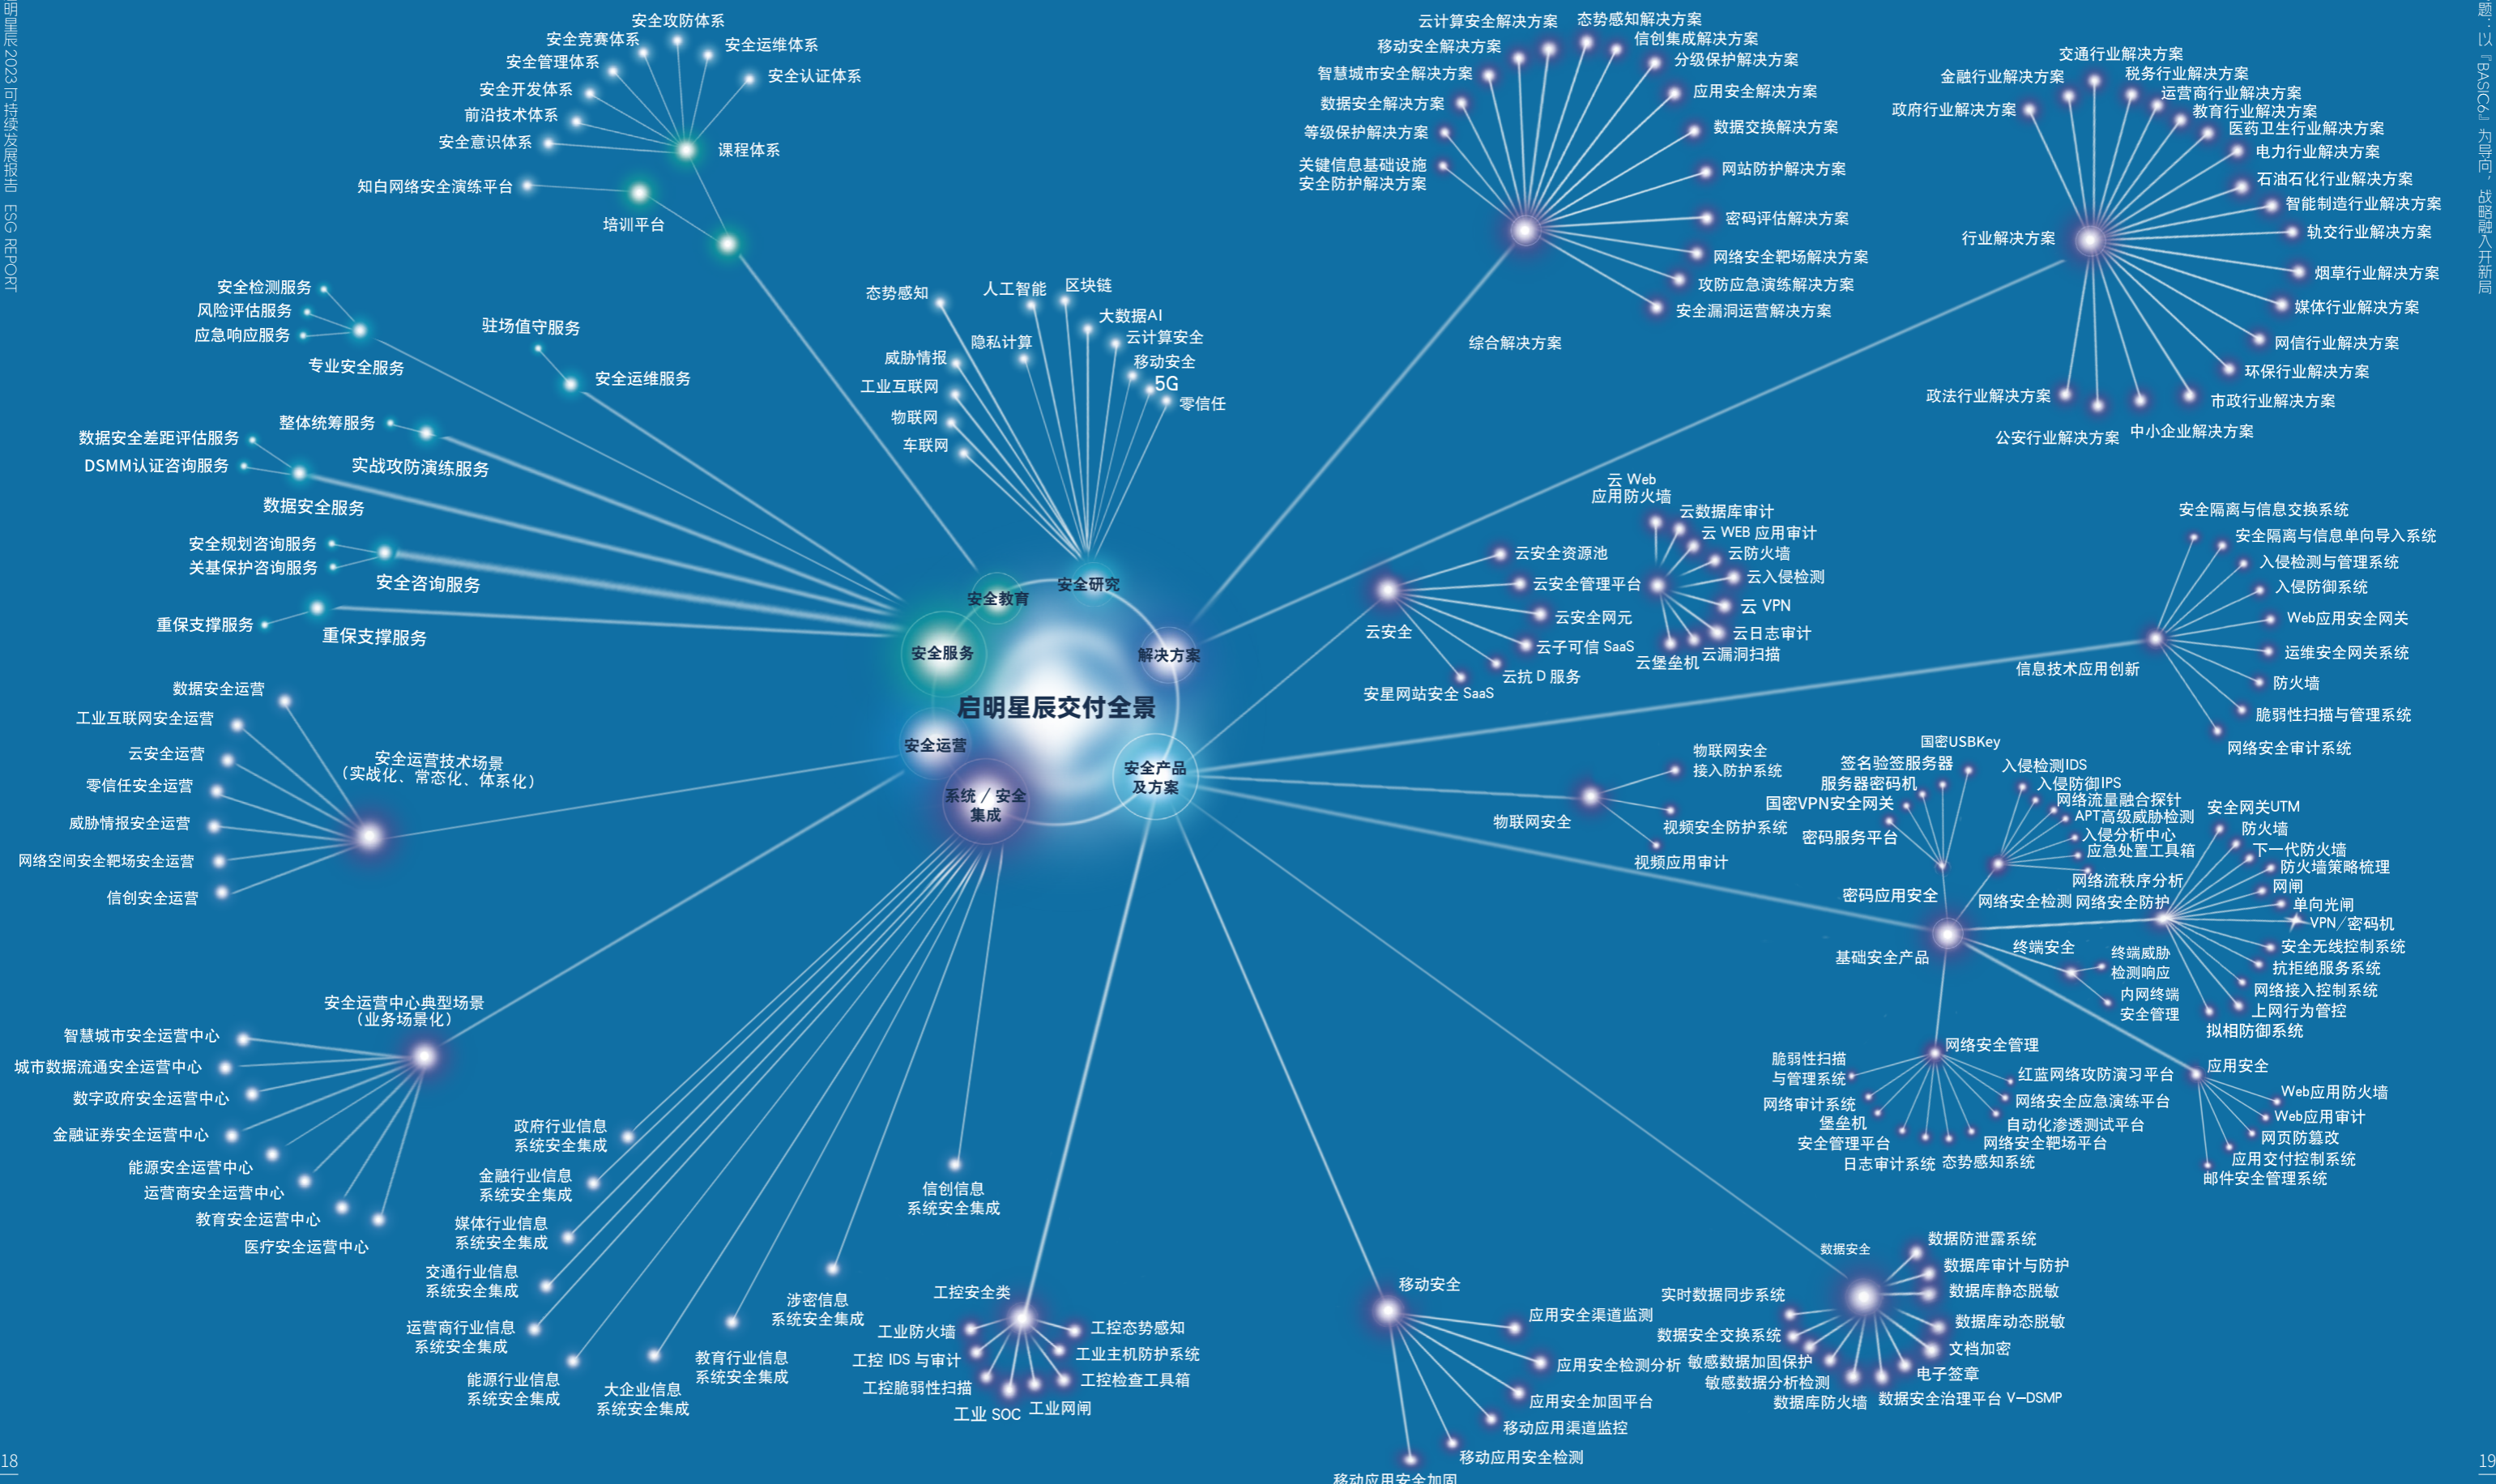 明星辰2023可持续发展报告 ESG REPORT
题：以『BASIC6』为导向，战略融入开新局
启明星辰交付全景
安全教育
安全研究
安全服务
解决方案
安全运营
系统／安全
集成
安全产品
及方案
安全攻防体系
安全竞赛体系
安全运维体系
安全管理体系
安全认证体系
安全开发体系
前沿技术体系
安全意识体系
课程体系
知白网络安全演练平台
培训平台
安全检测服务
风险评估服务
应急响应服务
专业安全服务
驻场值守服务
安全运维服务
整体统筹服务
实战攻防演练服务
数据安全差距评估服务
DSMM认证咨询服务
数据安全服务
安全规划咨询服务
关基保护咨询服务
安全咨询服务
重保支撑服务
重保支撑服务
态势感知
人工智能
区块链
大数据AI
隐私计算
云计算安全
威胁情报
移动安全
工业互联网
5G
零信任
物联网
车联网
云计算安全解决方案
态势感知解决方案
移动安全解决方案
信创集成解决方案
智慧城市安全解决方案
分级保护解决方案
数据安全解决方案
应用安全解决方案
等级保护解决方案
数据交换解决方案
关键信息基础设施
安全防护解决方案
网站防护解决方案
密码评估解决方案
网络安全靶场解决方案
攻防应急演练解决方案
安全漏洞运营解决方案
综合解决方案
交通行业解决方案
金融行业解决方案
税务行业解决方案
政府行业解决方案
运营商行业解决方案
教育行业解决方案
医药卫生行业解决方案
电力行业解决方案
石油石化行业解决方案
智能制造行业解决方案
行业解决方案
轨交行业解决方案
烟草行业解决方案
媒体行业解决方案
网信行业解决方案
环保行业解决方案
政法行业解决方案
市政行业解决方案
公安行业解决方案
中小企业解决方案
云 Web
应用防火墙
云数据库审计
云 WEB 应用审计
云防火墙
云入侵检测
云 VPN
云日志审计
云漏洞扫描
云堡垒机
云安全资源池
云安全管理平台
云安全网元
云子可信 SaaS
云抗 D 服务
安星网站安全 SaaS
云安全
安全隔离与信息交换系统
安全隔离与信息单向导入系统
入侵检测与管理系统
入侵防御系统
Web应用安全网关
运维安全网关系统
防火墙
脆弱性扫描与管理系统
网络安全审计系统
信息技术应用创新
物联网安全
接入防护系统
视频安全防护系统
视频应用审计
物联网安全
国密USBKey
签名验签服务器
服务器密码机
国密VPN安全网关
密码服务平台
密码应用安全
入侵检测IDS
入侵防御IPS
网络流量融合探针
APT高级威胁检测
入侵分析中心
应急处置工具箱
网络流秩序分析
网络安全检测
网络安全防护
安全网关UTM
防火墙
下一代防火墙
防火墙策略梳理
网闸
单向光闸
VPN/密码机
安全无线控制系统
抗拒绝服务系统
网络接入控制系统
上网行为管控
拟相防御系统
基础安全产品
终端安全
终端威胁
检测响应
内网终端
安全管理
网络安全管理
脆弱性扫描
与管理系统
网络审计系统
堡垒机
安全管理平台
日志审计系统
态势感知系统
网络安全靶场平台
自动化渗透测试平台
网络安全应急演练平台
红蓝网络攻防演习平台
应用安全
Web应用防火墙
Web应用审计
网页防篡改
应用交付控制系统
邮件安全管理系统
数据安全运营
工业互联网安全运营
云安全运营
零信任安全运营
威胁情报安全运营
网络空间安全靶场安全运营
信创安全运营
安全运营技术场景
（实战化、常态化、体系化）
安全运营中心典型场景
（业务场景化）
智慧城市安全运营中心
城市数据流通安全运营中心
数字政府安全运营中心
金融证券安全运营中心
能源安全运营中心
运营商安全运营中心
教育安全运营中心
医疗安全运营中心
政府行业信息
系统安全集成
金融行业信息
系统安全集成
媒体行业信息
系统安全集成
交通行业信息
系统安全集成
运营商行业信息
系统安全集成
能源行业信息
系统安全集成
大企业信息
系统安全集成
教育行业信息
系统安全集成
涉密信息
系统安全集成
信创信息
系统安全集成
工控安全类
工业防火墙
工控 IDS 与审计
工控脆弱性扫描
工业 SOC
工业网闸
工控检查工具箱
工业主机防护系统
工控态势感知
移动安全
应用安全渠道监测
应用安全检测分析
应用安全加固平台
移动应用渠道监控
移动应用安全检测
移动应用安全加固
数据安全
数据防泄露系统
数据库审计与防护
数据库静态脱敏
数据库动态脱敏
文档加密
电子签章
数据安全治理平台 V—DSMP
数据库防火墙
敏感数据分析检测
敏感数据加固保护
数据安全交换系统
实时数据同步系统
18
19